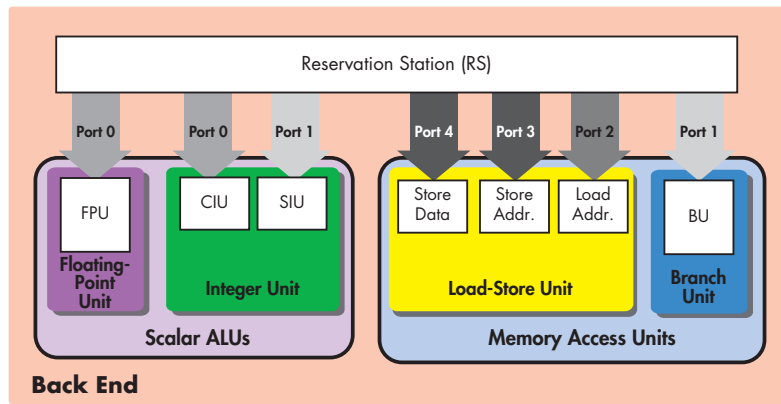 Reservation Station (RS)
Port 0
Port 0
Port 1
Port 4
Port 3
Port 2
Port 1
FPU
CIU
SIU
Store
Data
Store
Addr.
Load
Addr.
BU
Floating-
Point
Unit
Integer Unit
Load-Store Unit
Branch
Unit
Scalar ALUs
Memory Access Units
Back End